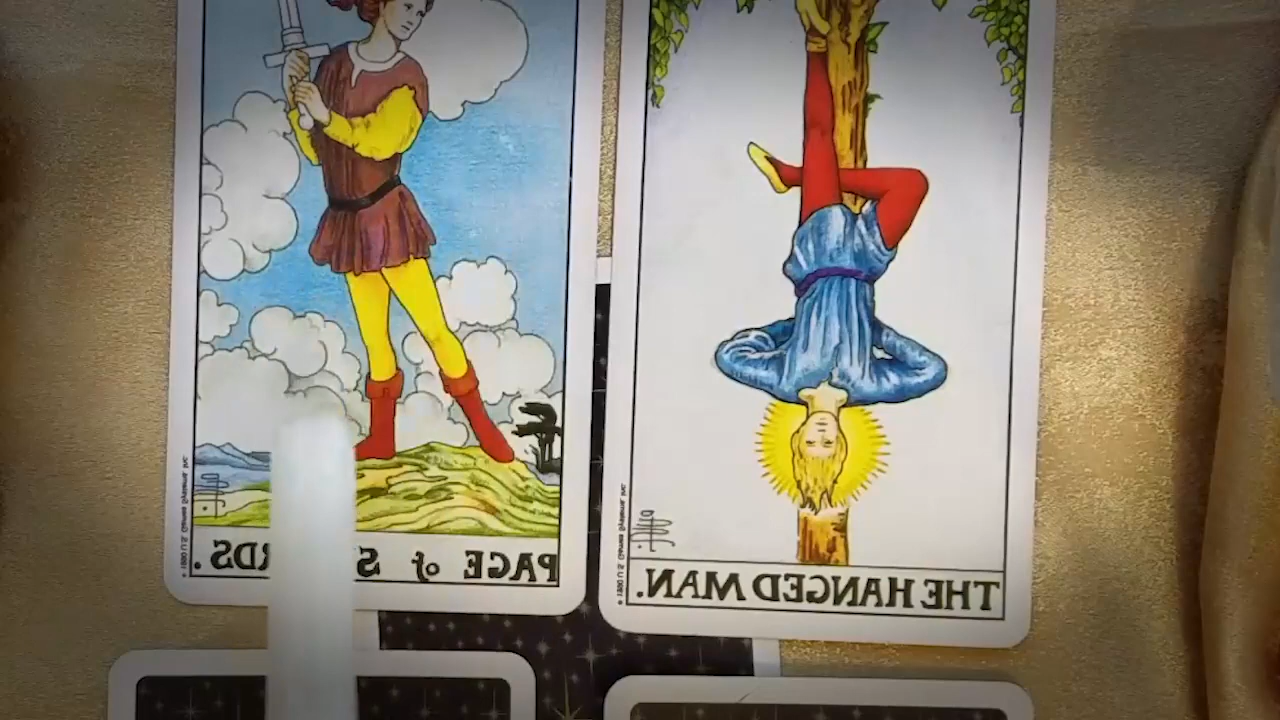 PAGE of S RDS.
THE HANGED MAN.